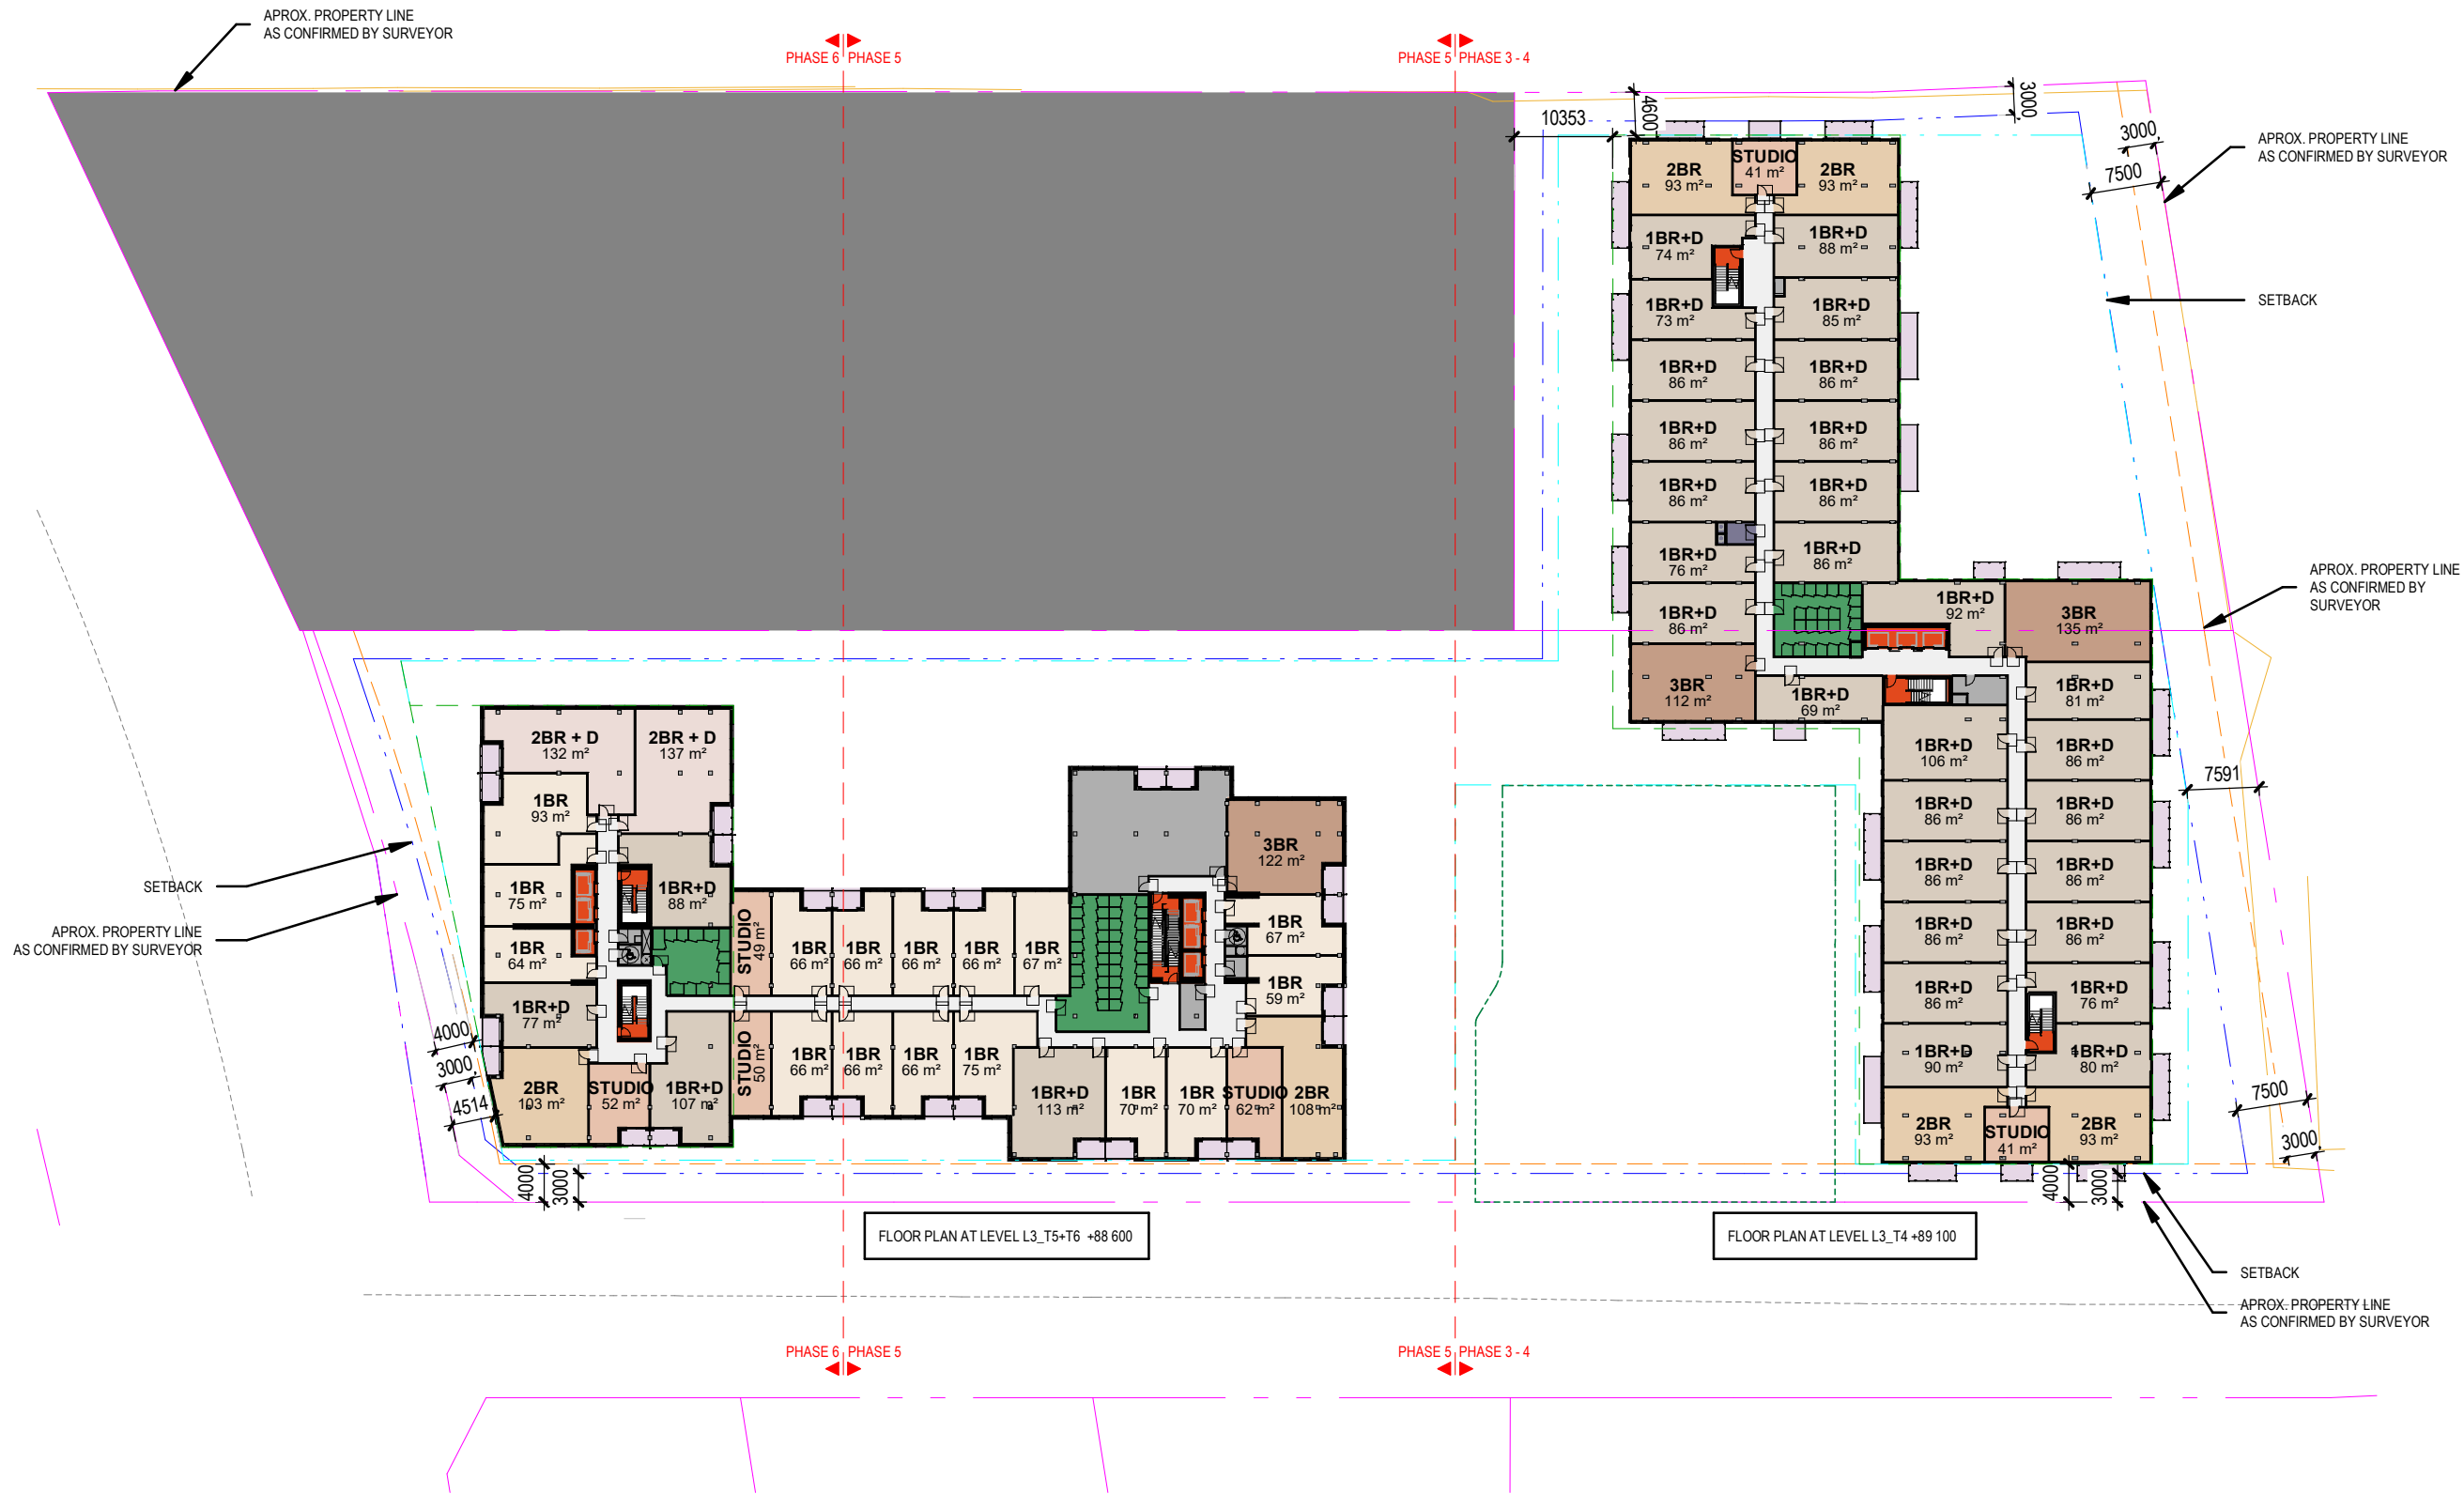 APROX. PROPERTY LINE
AS CONFIRMED BY SURVEYOR
PHASE 6 PHASE 5
PHASE 5 PHASE 3 - 4
10353
4600
3000
3000
7500
APROX. PROPERTY LINE
AS CONFIRMED BY SURVEYOR
SETBACK
APROX. PROPERTY LINE
AS CONFIRMED BY
SURVEYOR
2BR
93 m²
STUDIO
41 m²
2BR
93 m²
1BR+D
74 m²
1BR+D
88 m²
1BR+D
73 m²
1BR+D
85 m²
1BR+D
86 m²
1BR+D
86 m²
1BR+D
86 m²
1BR+D
86 m²
1BR+D
86 m²
1BR+D
86 m²
1BR+D
76 m²
1BR+D
86 m²
1BR+D
86 m²
1BR+D
92 m²
3BR
135 m²
3BR
112 m²
1BR+D
69 m²
1BR+D
81 m²
1BR+D
106 m²
1BR+D
86 m²
1BR+D
86 m²
1BR+D
86 m²
1BR+D
86 m²
1BR+D
86 m²
1BR+D
86 m²
1BR+D
86 m²
1BR+D
86 m²
1BR+D
76 m²
1BR+D
90 m²
1BR+D
80 m²
2BR
93 m²
STUDIO
41 m²
2BR
93 m²
7591
7500
3000
4000
3000
2BR + D
132 m²
2BR + D
137 m²
1BR
93 m²
1BR
75 m²
1BR+D
88 m²
1BR
64 m²
1BR+D
77 m²
2BR
103 m²
STUDIO
52 m²
1BR+D
107 m²
STUDIO
49 m²
1BR
66 m²
1BR
66 m²
1BR
66 m²
1BR
66 m²
1BR
67 m²
STUDIO
50 m²
1BR
66 m²
1BR
66 m²
1BR
66 m²
1BR
75 m²
3BR
122 m²
1BR
67 m²
1BR
59 m²
1BR+D
113 m²
1BR
70 m²
1BR
70 m²
STUDIO
62 m²
2BR
108 m²
SETBACK
APROX. PROPERTY LINE
AS CONFIRMED BY SURVEYOR
4000
3000
4514
4000
3000
FLOOR PLAN AT LEVEL L3_T5+T6 +88 600
FLOOR PLAN AT LEVEL L3_T4 +89 100
SETBACK
APROX. PROPERTY LINE
AS CONFIRMED BY SURVEYOR
PHASE 6 PHASE 5
PHASE 5 PHASE 3 - 4